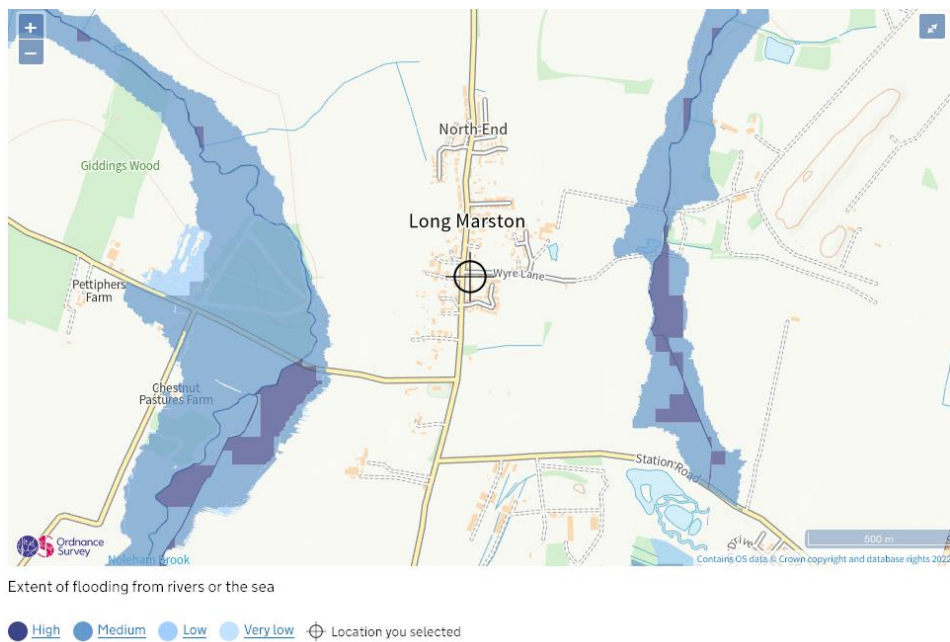 +
−
North End
Giddings Wood
Long Marston
Wyre Lane
Pettiphers
Farm
Chestnut
Pastures Farm
Station Road
Ordnance
Survey
Noleham Brook
Drive
500 m
Contains OS data © Crown copyright and database rights 2022
Extent of flooding from rivers or the sea
High Medium Low Very low Location you selected